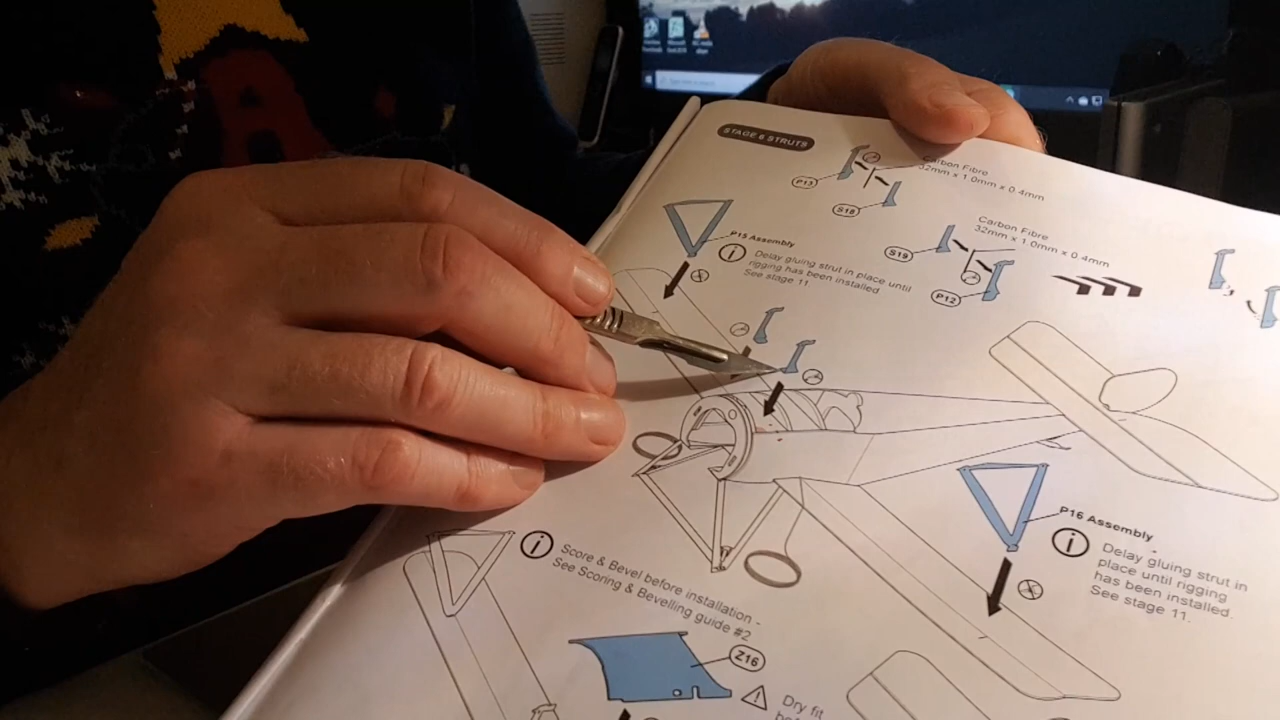 STAGE 6 STRUTS
Carbon Fibre
32mm x 1.0mm x 0.4mm
P13
S18
Carbon Fibre
32mm x 1.0mm x 0.4mm
S19
P12
P15 Assembly
Delay gluing strut in place until
rigging has been installed
See stage 11.
P16 Assembly
Delay gluing strut in
place until rigging
has been installed.
See stage 11.
Score & Bevel before installation -
See Scoring & Bevelling guide #2
Z16
Dry fit